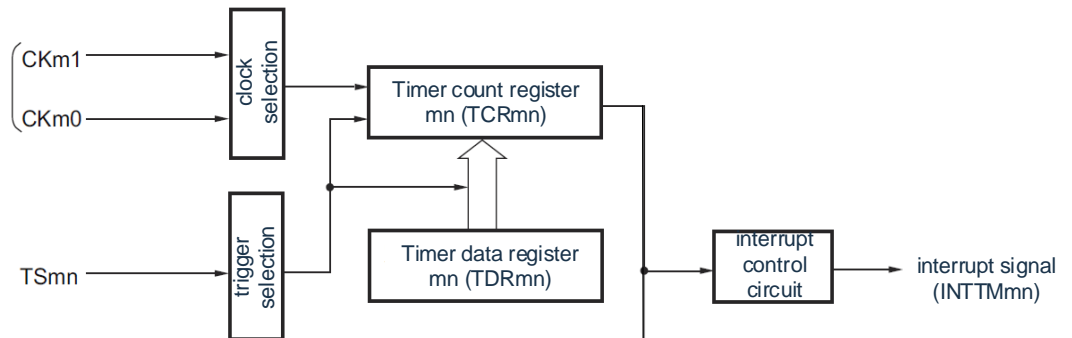 CKm1
CKm0
clock
selection
Timer count register
mn (TCRmn)
TSmn
trigger
selection
Timer data register
mn (TDRmn)
interrupt
control
circuit
interrupt signal
(INTTMmn)